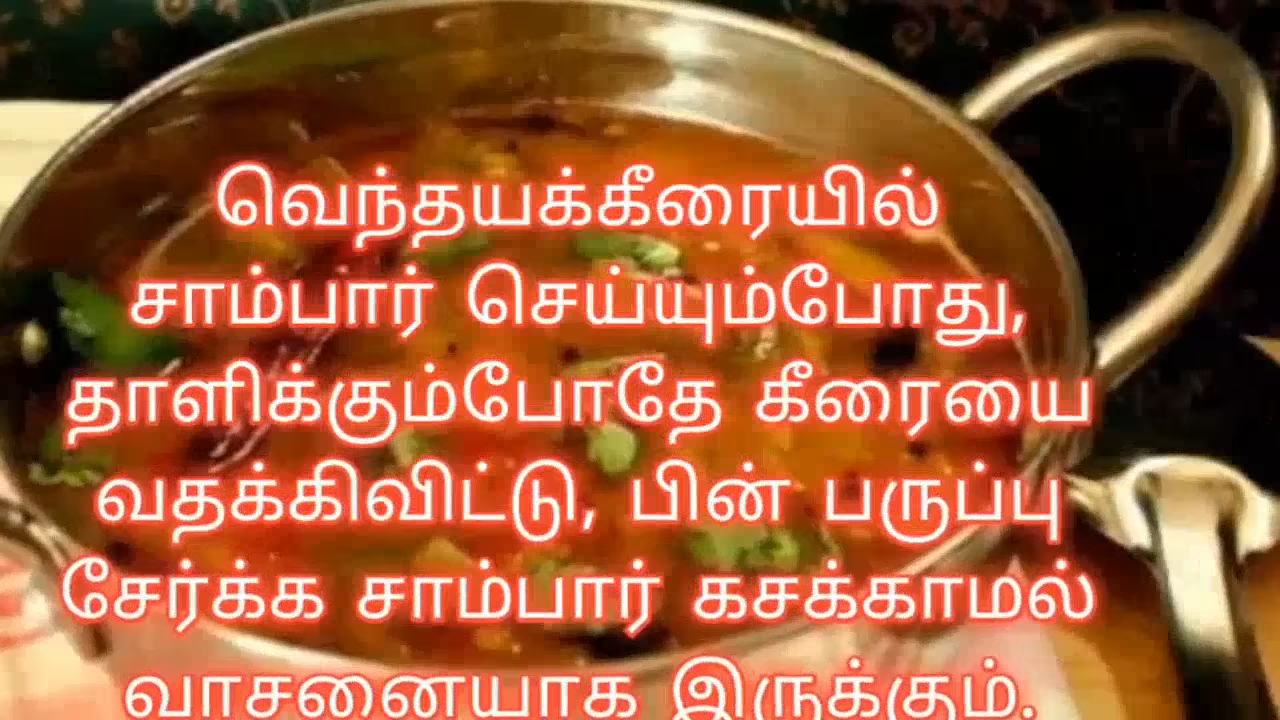 வெந்தயக்கீரையில்
சாம்பார் செய்யும்போது,
தாளிக்கும்போதே கீரையை
வதக்கிவிட்டு, பின் பருப்பு
சேர்க்க சாம்பார் கசக்காமல்
வாசனையாக இருக்கும்.